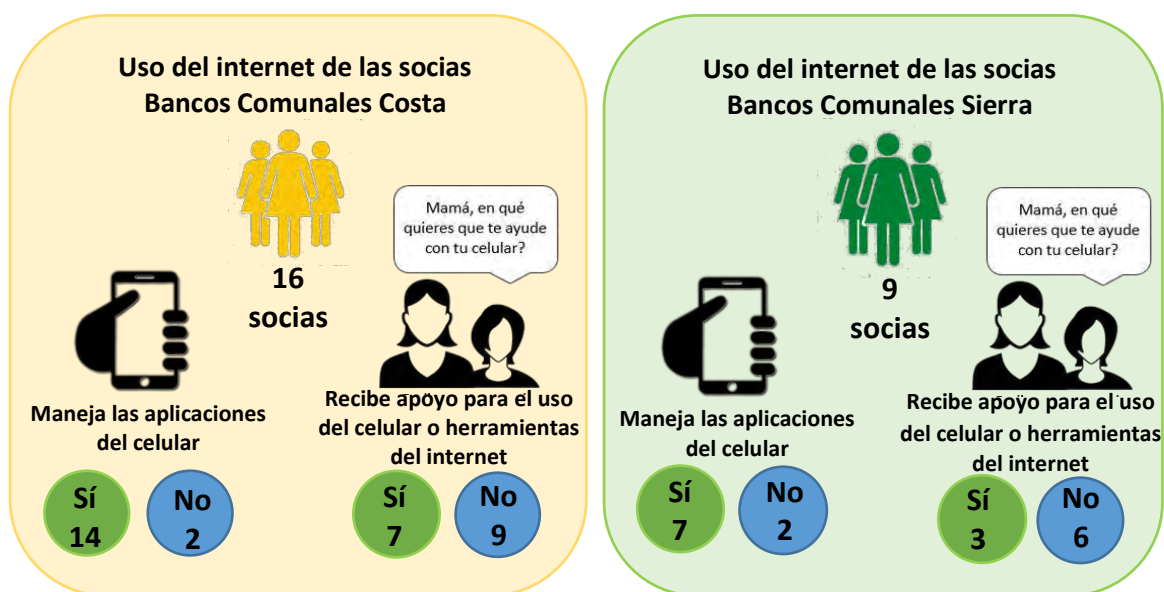 Uso del internet de las socias
Bancos Comunales Costa
Mamá, en qué
quieres que te ayude
con tu celular?
16
socias
Maneja las aplicaciones
del celular
Recibe apoyo para el uso
del celular o herramientas
del internet
Sí
14
No
2
Sí
7
No
9
Uso del internet de las socias
Bancos Comunales Sierra
Mamá, en qué
quieres que te ayude
con tu celular?
9
socias
Maneja las aplicaciones
del celular
Recibe apoyo para el uso
del celular o herramientas
del internet
Sí
7
No
2
Sí
3
No
6